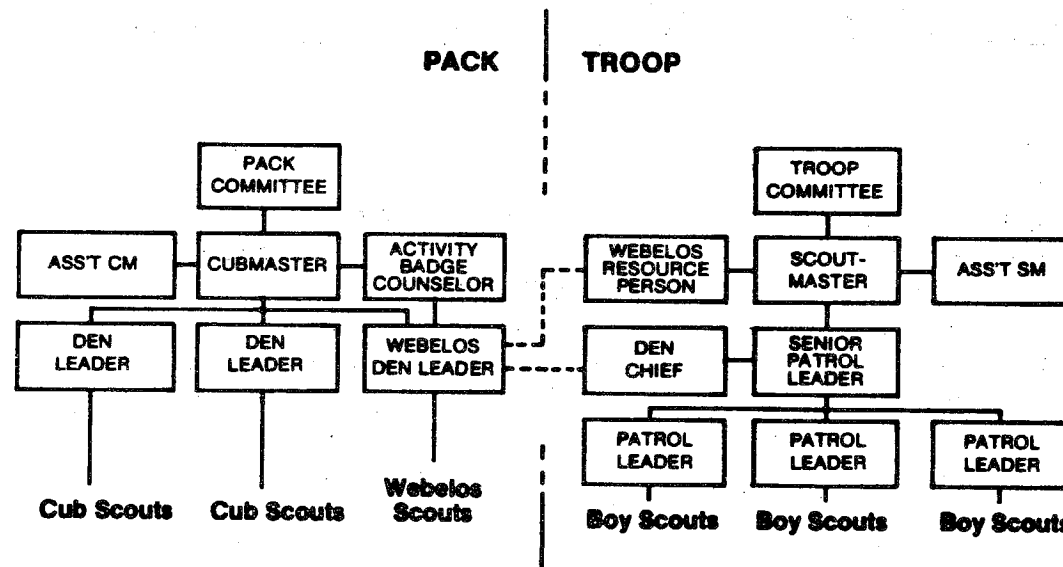 PACK
TROOP
PACK
COMMITTEE
ASS'T CM
CUBMASTER
ACTIVITY
BADGE
COUNSELOR
DEN
LEADER
DEN
LEADER
WEBELOS
DEN LEADER
Cub Scouts
Cub Scouts
Webelos
Scouts
TROOP
COMMITTEE
WEBELOS
RESOURCE
PERSON
SCOUT-
MASTER
ASS'T SM
DEN
CHIEF
SENIOR
PATROL
LEADER
PATROL
LEADER
PATROL
LEADER
PATROL
LEADER
Boy Scouts
Boy Scouts
Boy Scouts